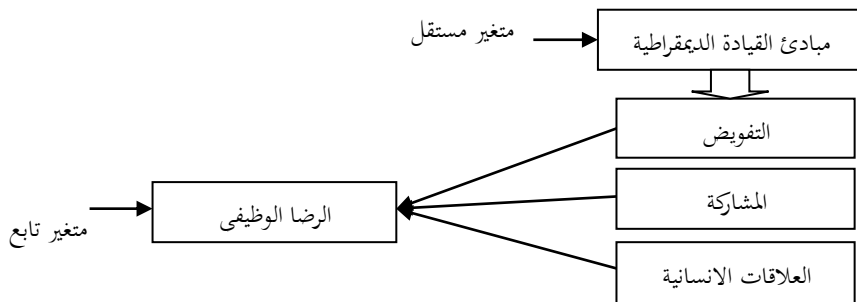 متغير مستقل
مبادئ القيادة الديمقراطية
التفويض
المشاركة
الرضا الوظيفى
متغير تابع
العلاقات الانسانية